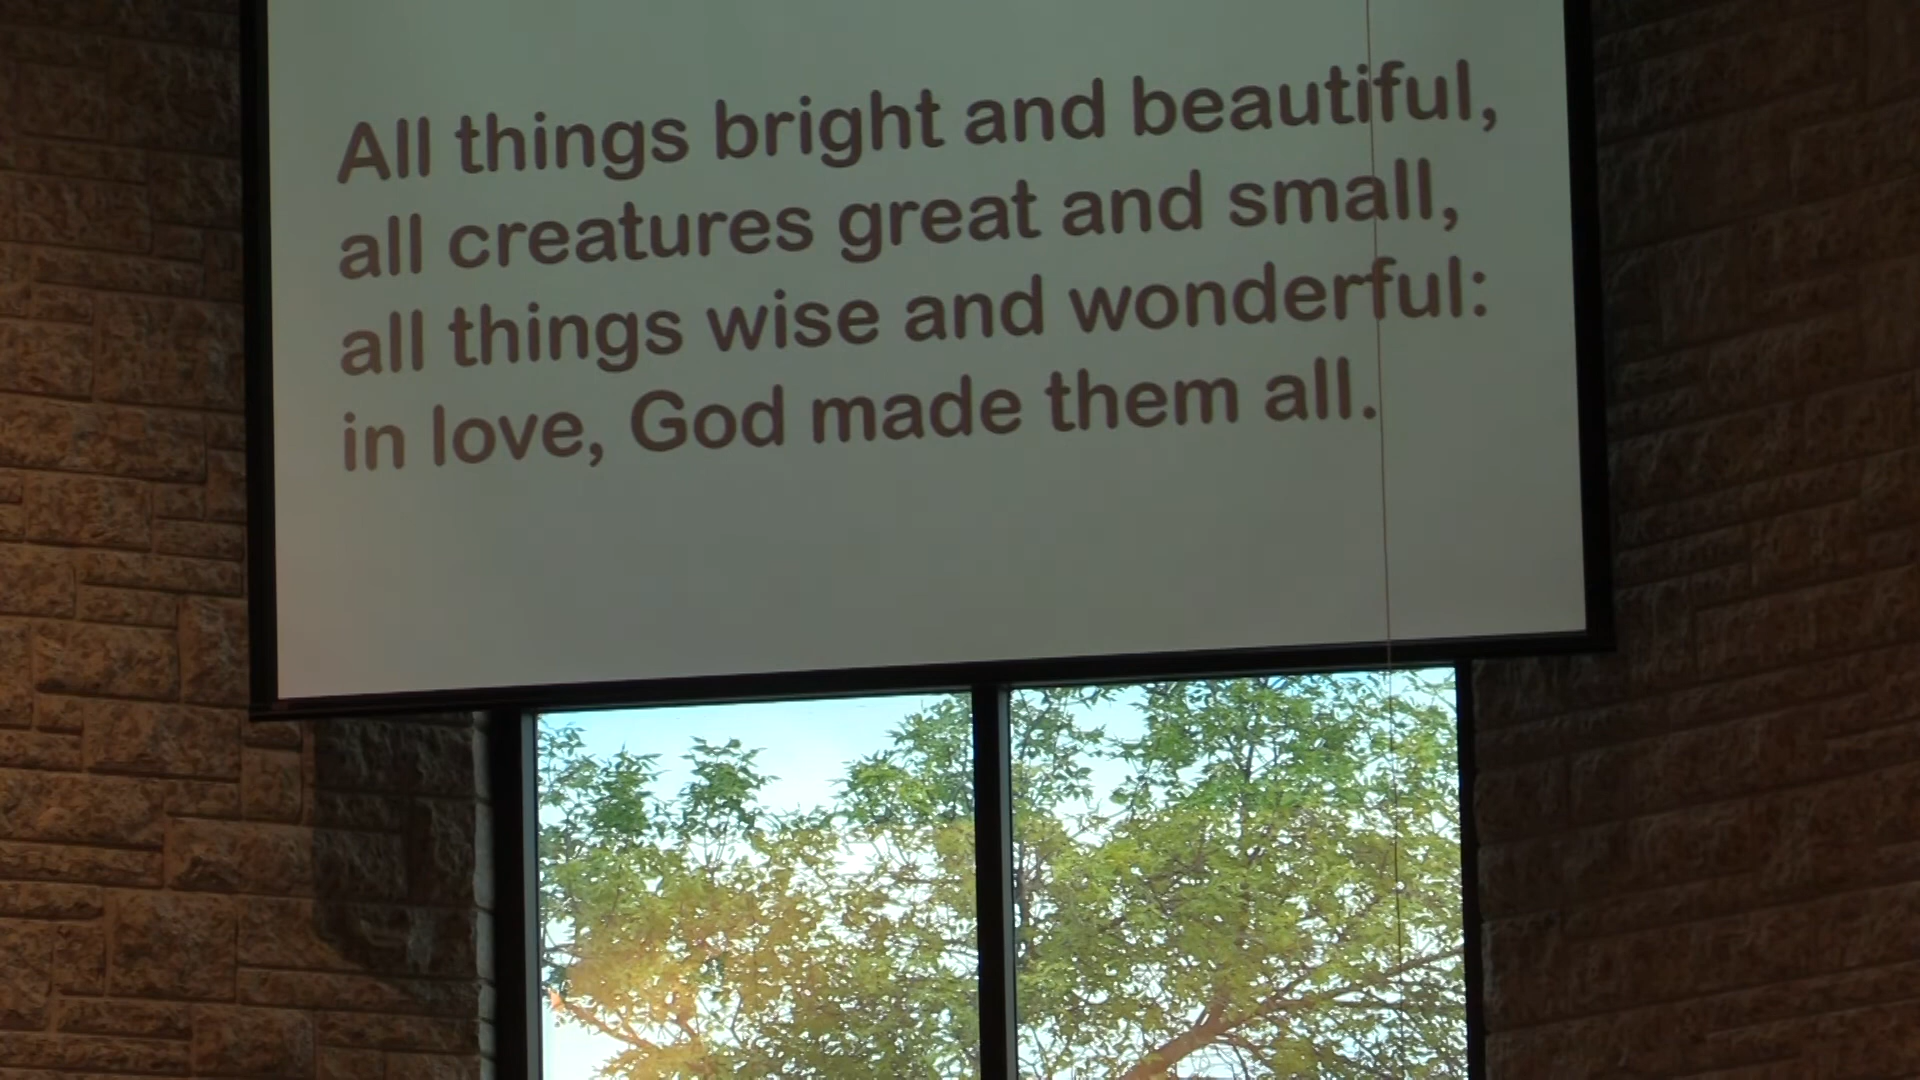 All things bright and beautiful,
all creatures great and small,
all things wise and wonderful:
in love, God made them all.